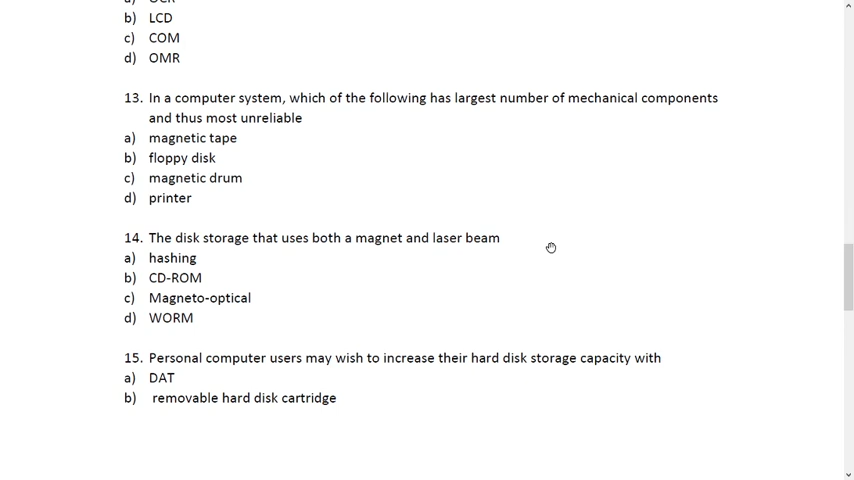 b) LCD
c) COM
d) OMR
13. In a computer system, which of the following has largest number of mechanical components
and thus most unreliable
a) magnetic tape
b) floppy disk
c) magnetic drum
d) printer
14. The disk storage that uses both a magnet and laser beam
a) hashing
b) CD-ROM
c) Magneto-optical
d) WORM
15. Personal computer users may wish to increase their hard disk storage capacity with
a) DAT
b) removable hard disk cartridge